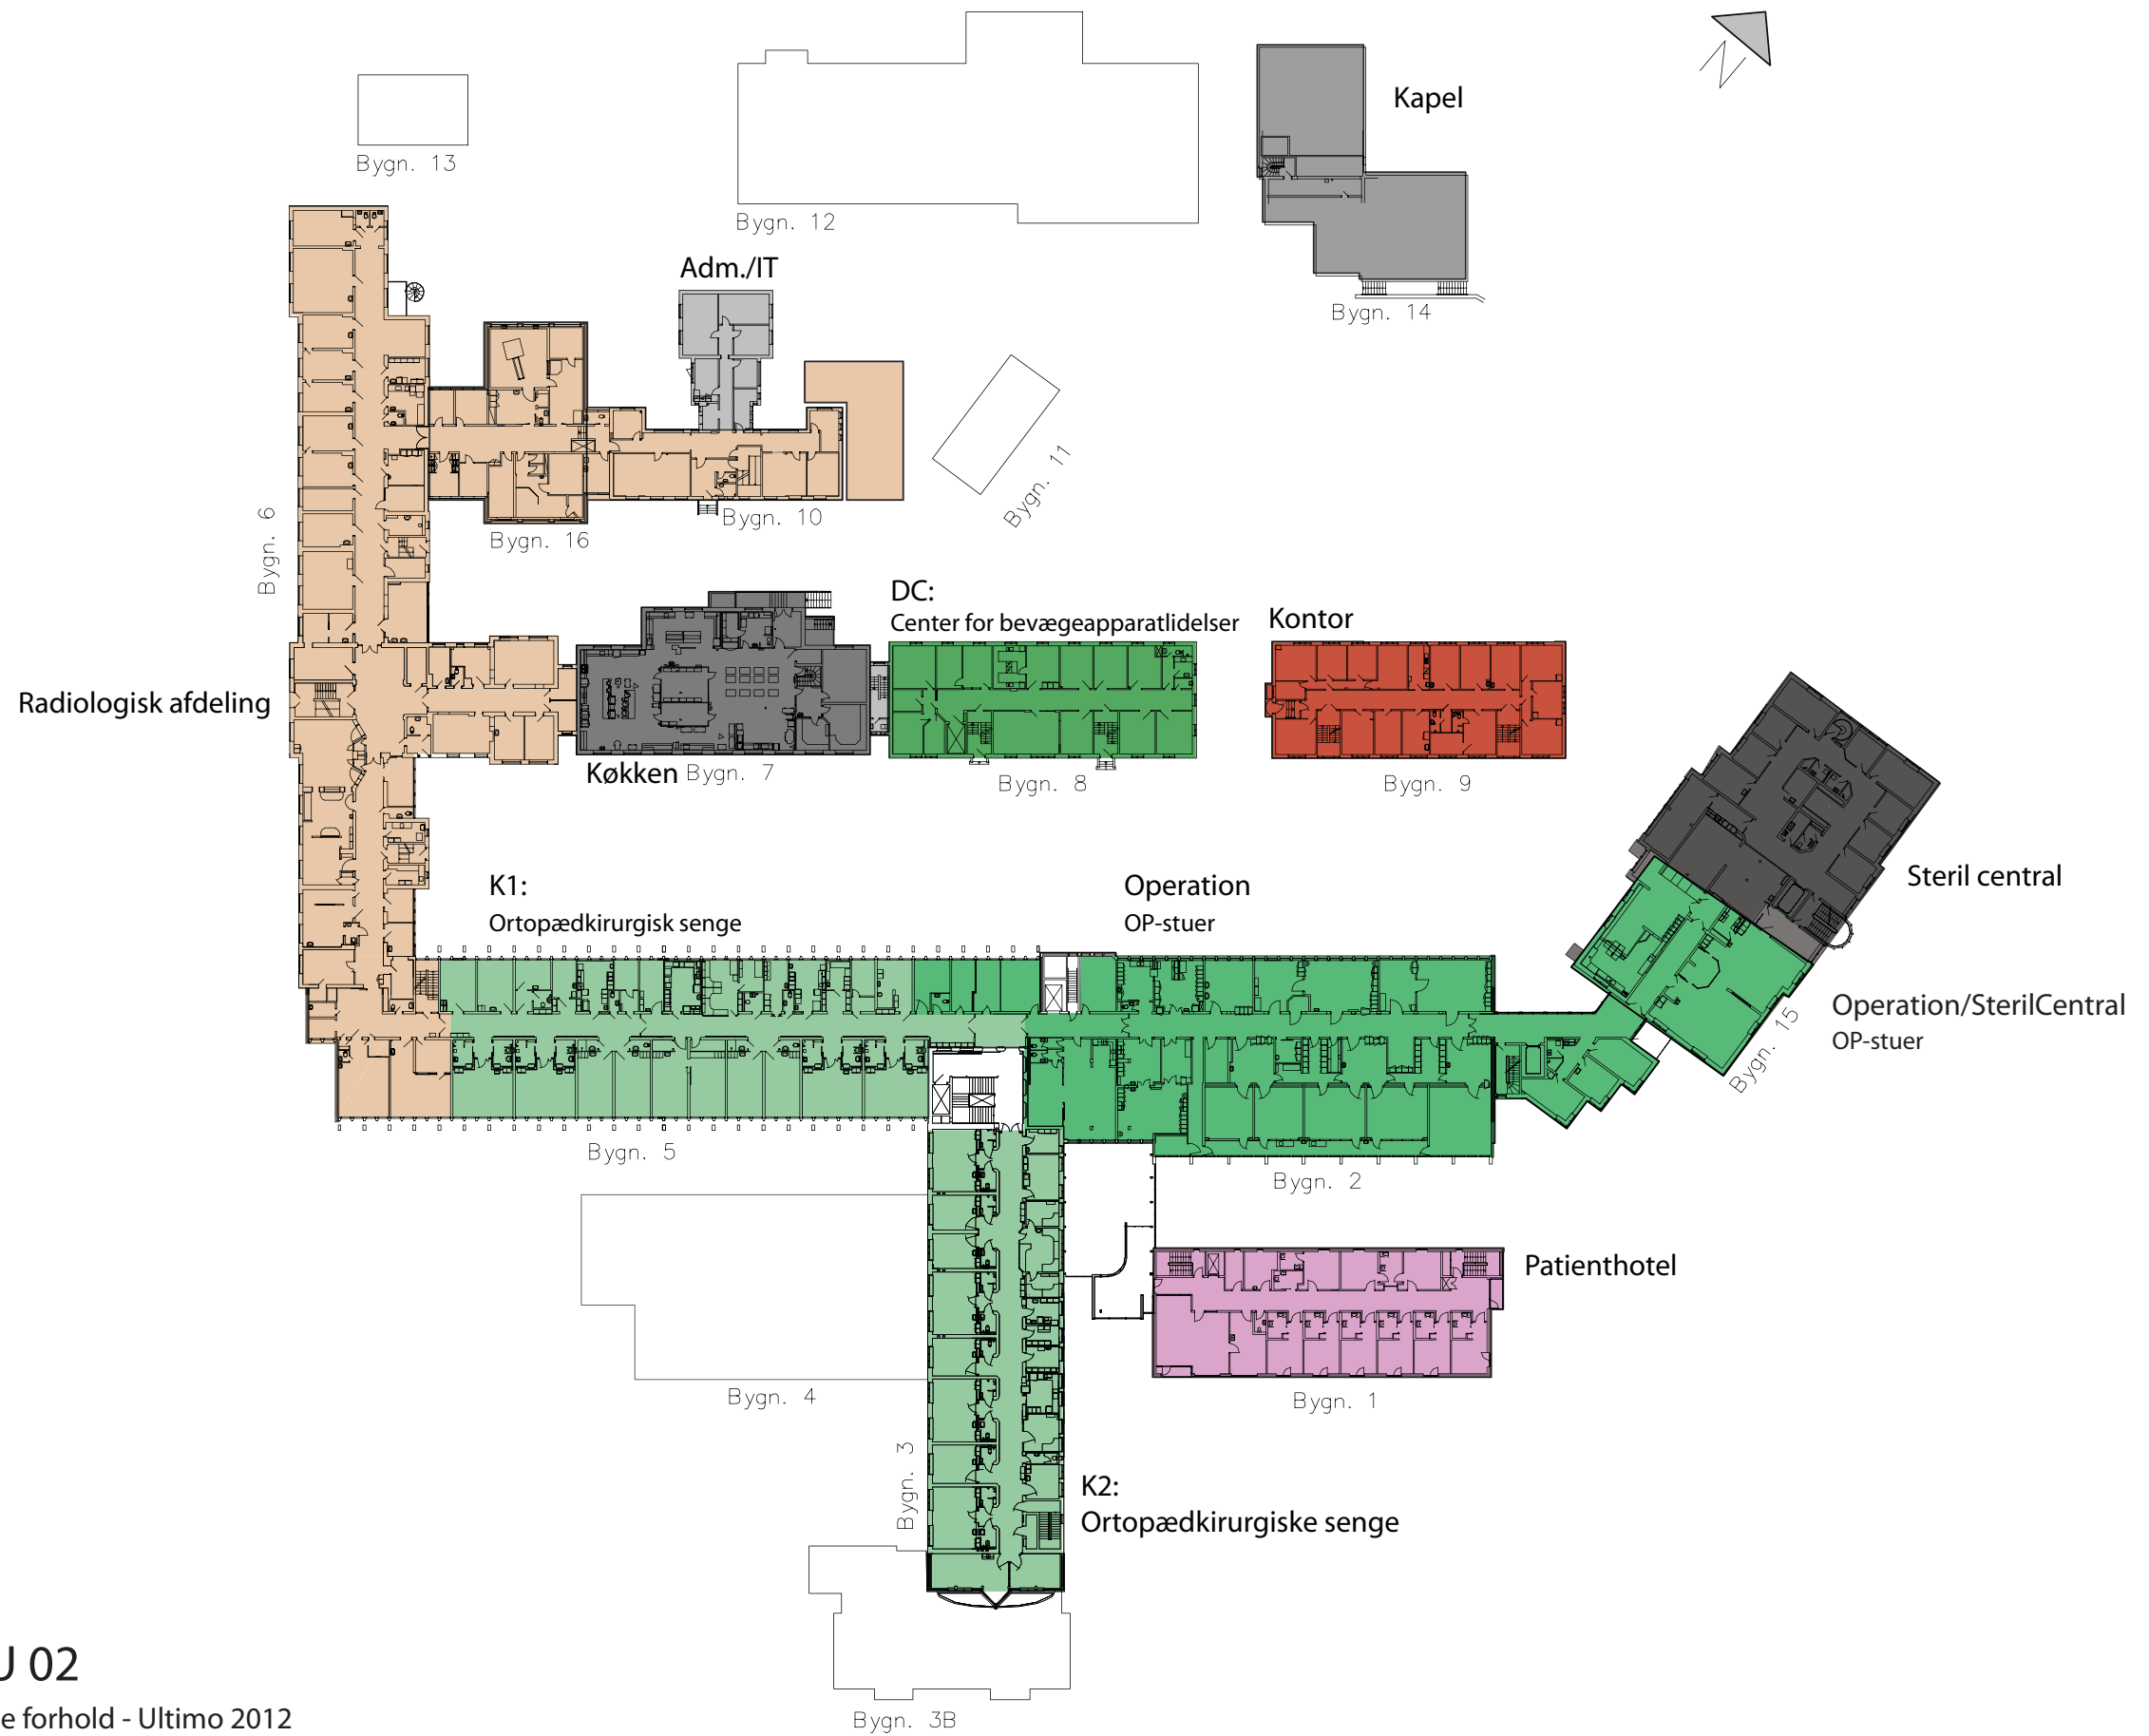 N
Kapel
Bygn. 13
Bygn. 12
Adm./IT
Bygn. 14
Bygn. 11
Bygn. 10
Bygn. 6
Bygn. 16
DC:
Center for bevægeapparatlidelser
Kontor
Radiologisk afdeling
Køkken
Bygn. 7
Bygn. 8
Bygn. 9
K1:
Ortopædkirurgisk senge
Operation
OP-stuer
Steril central
Operation/SterilCentral
OP-stuer
Bygn. 15
Bygn. 5
Bygn. 2
Patienthotel
Bygn. 4
Bygn. 1
Bygn. 3
K2:
Ortopædkirurgiske senge
02
e forhold - Ultimo 2012
Bygn. 3B